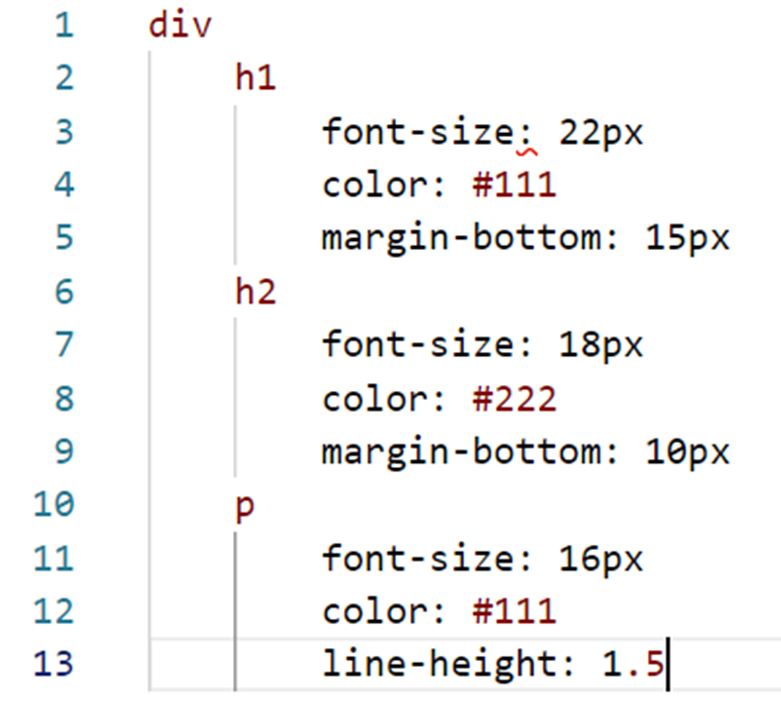 1 div
2 h1
3 font-size: 22px
4 color: #111
5 margin-bottom: 15px
6 h2
7 font-size: 18px
8 color: #222
9 margin-bottom: 10px
10 p
11 font-size: 16px
12 color: #111
13 line-height: 1.5